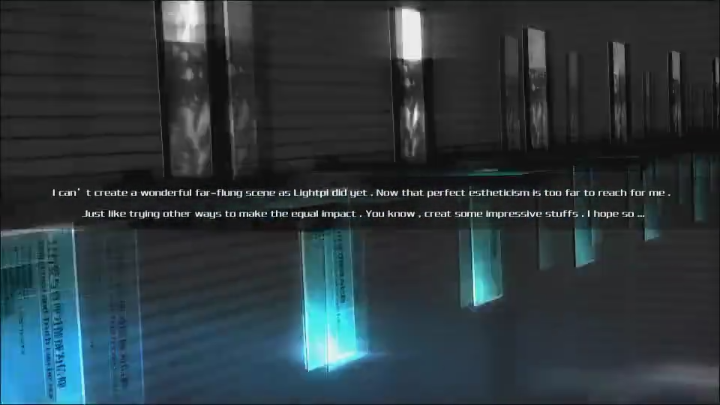 I can't create a wonderful far-flung scene as Lightpl did yet . Now that perfect estheticism is too far to reach for me .
Just like trying other ways to make the equal impact . You know , creat some impressive stuffs . I hope so ...